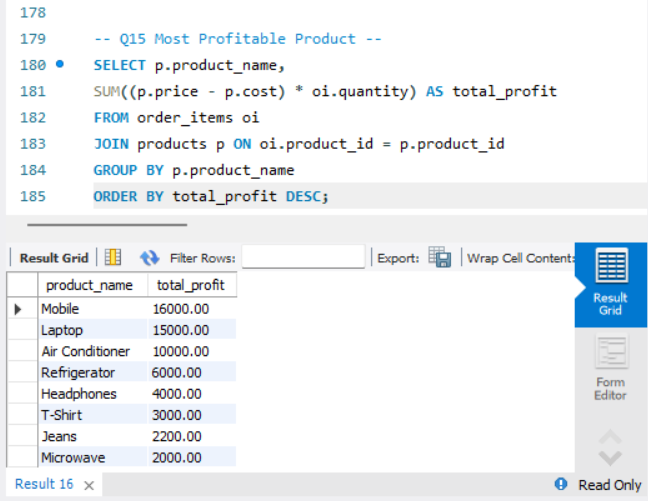 178
179 -- Q15 Most Profitable Product --
180 SELECT p.product_name,
181 SUM((p.price - p.cost) * oi.quantity) AS total_profit
182 FROM order_items oi
183 JOIN products p ON oi.product_id = p.product_id
184 GROUP BY p.product_name
185 ORDER BY total_profit DESC;
Result Grid Filter Rows: Export: Wrap Cell Content:
product_name total_profit
Mobile 16000.00
Laptop 15000.00
Air Conditioner 10000.00
Refrigerator 6000.00
Headphones 4000.00
T-Shirt 3000.00
Jeans 2200.00
Microwave 2000.00
Result
Grid
Form
Editor
Result 16 Read Only